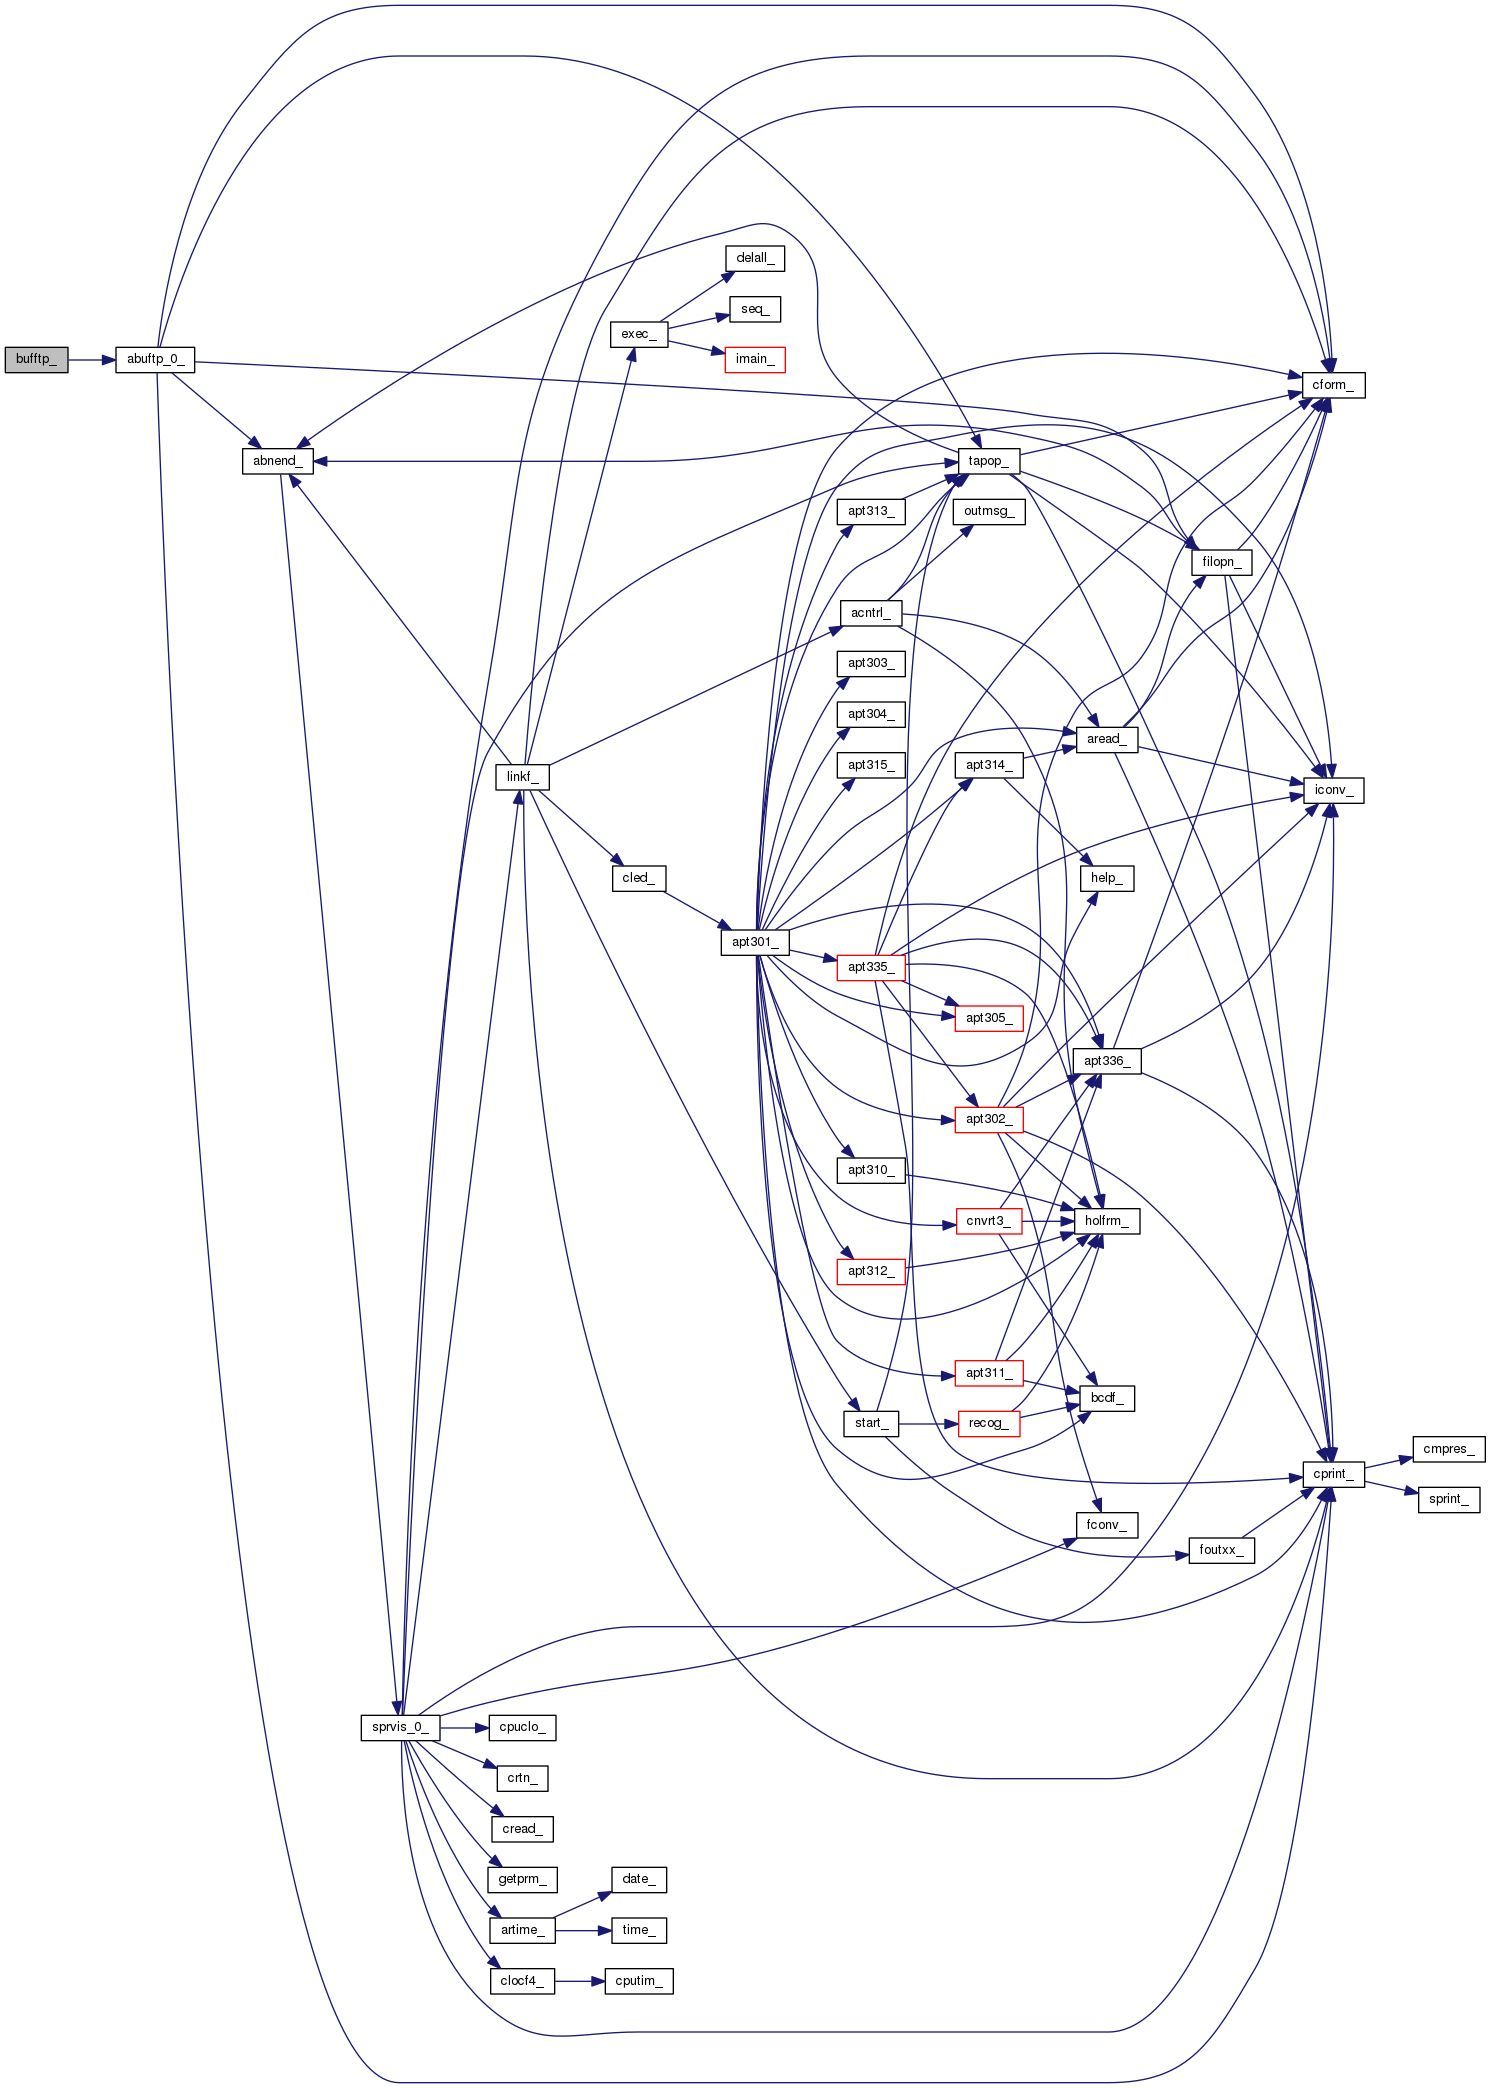 delall_
seq_
exec_
bufftp_
abuftp_0_
imain_
cform_
abnend_
tapop_
apt313_
outmsg_
filopn_
acntrl_
apt303_
apt304_
aread_
linkf_
apt315_
apt314_
iconv_
cled_
help_
apt301_
apt335_
apt305_
apt336_
apt302_
apt310_
cnvrt3_
holfrm_
apt312_
apt311_
bcdf_
start_
recog_
cmpres_
cprint_
sprint_
fconv_
foutxx_
sprvis_0_
cpuclo_
crtn_
cread_
getprm_
date_
artime_
time_
clocf4_
cputim_